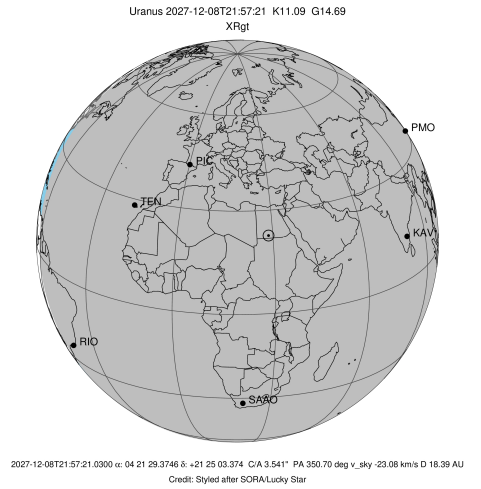 Uranus 2027-12-08T21:57:21 K11.09 G14.69
XRgt
PMO
PIC
TEN
KAV
RIO
SAAO
2027-12-08T21:57:21.0300 α: 04 21 29.3746 δ: +21 25 03.374 C/A 3.541" PA 350.70 deg v_sky -23.08 km/s D 18.39 AU
Credit: Styled after SORA/Lucky Star